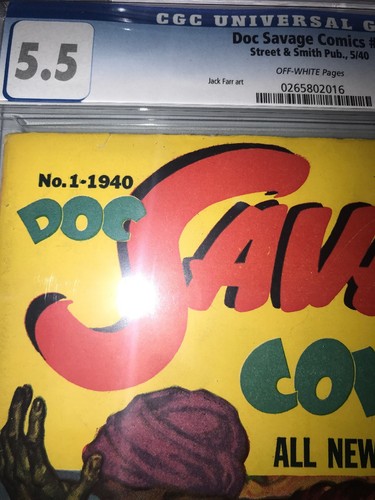 CGC UNIVERSAL G
5.5
Doc Savage Comics #
Street & Smith Pub., 5/40
OFF-WHITE Pages
Jack Farr art
0265802016
No. 1-1940
DOC
SAVA
CO
ALL NEW